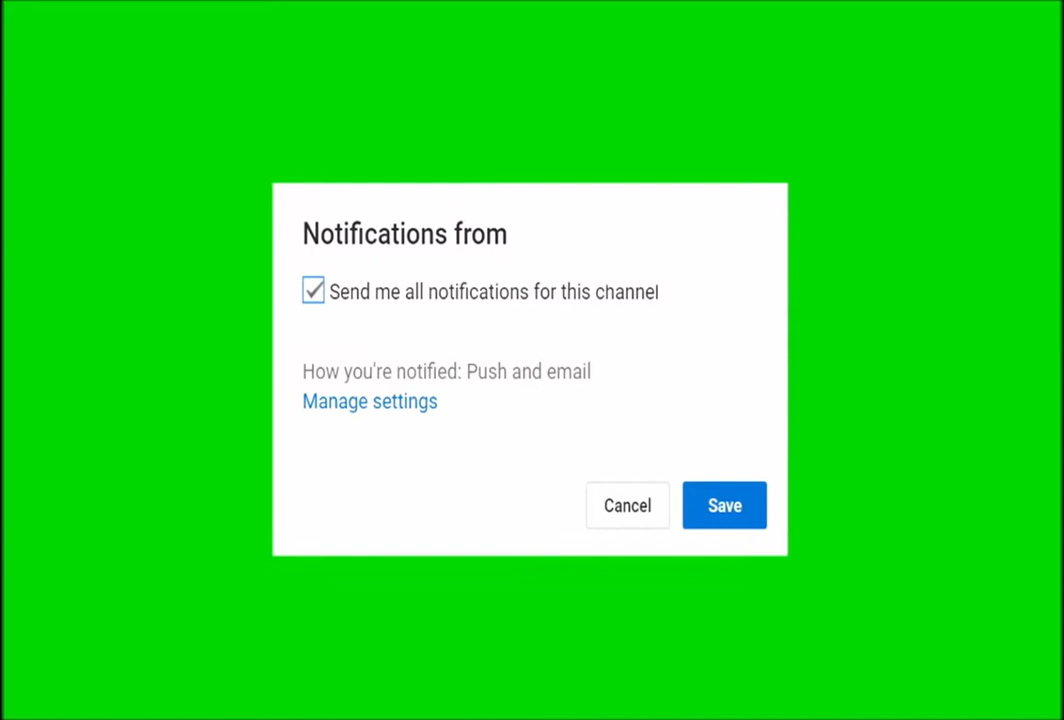 Notifications from
Send me all notifications for this channel
How you're notified: Push and email
Manage settings
Cancel Save